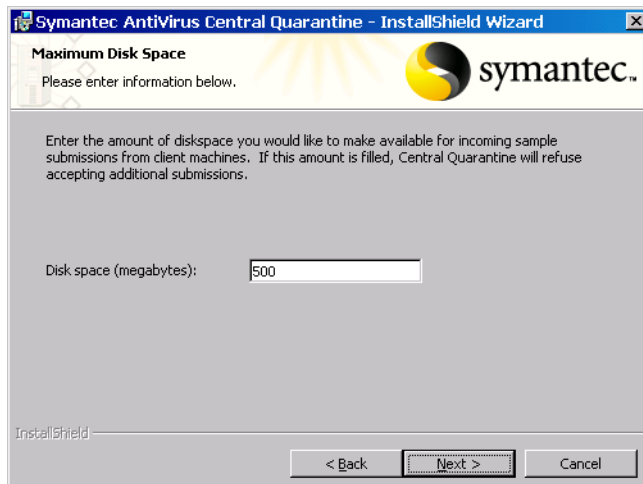 Symantec AntiVirus Central Quarantine - InstallShield Wizard
Maximum Disk Space
Please enter information below.
symantec™
Enter the amount of diskspace you would like to make available for incoming sample
submissions from client machines. If this amount is filled, Central Quarantine will refuse
accepting additional submissions.
Disk space (megabytes): 500
InstallShield
< Back Next > Cancel